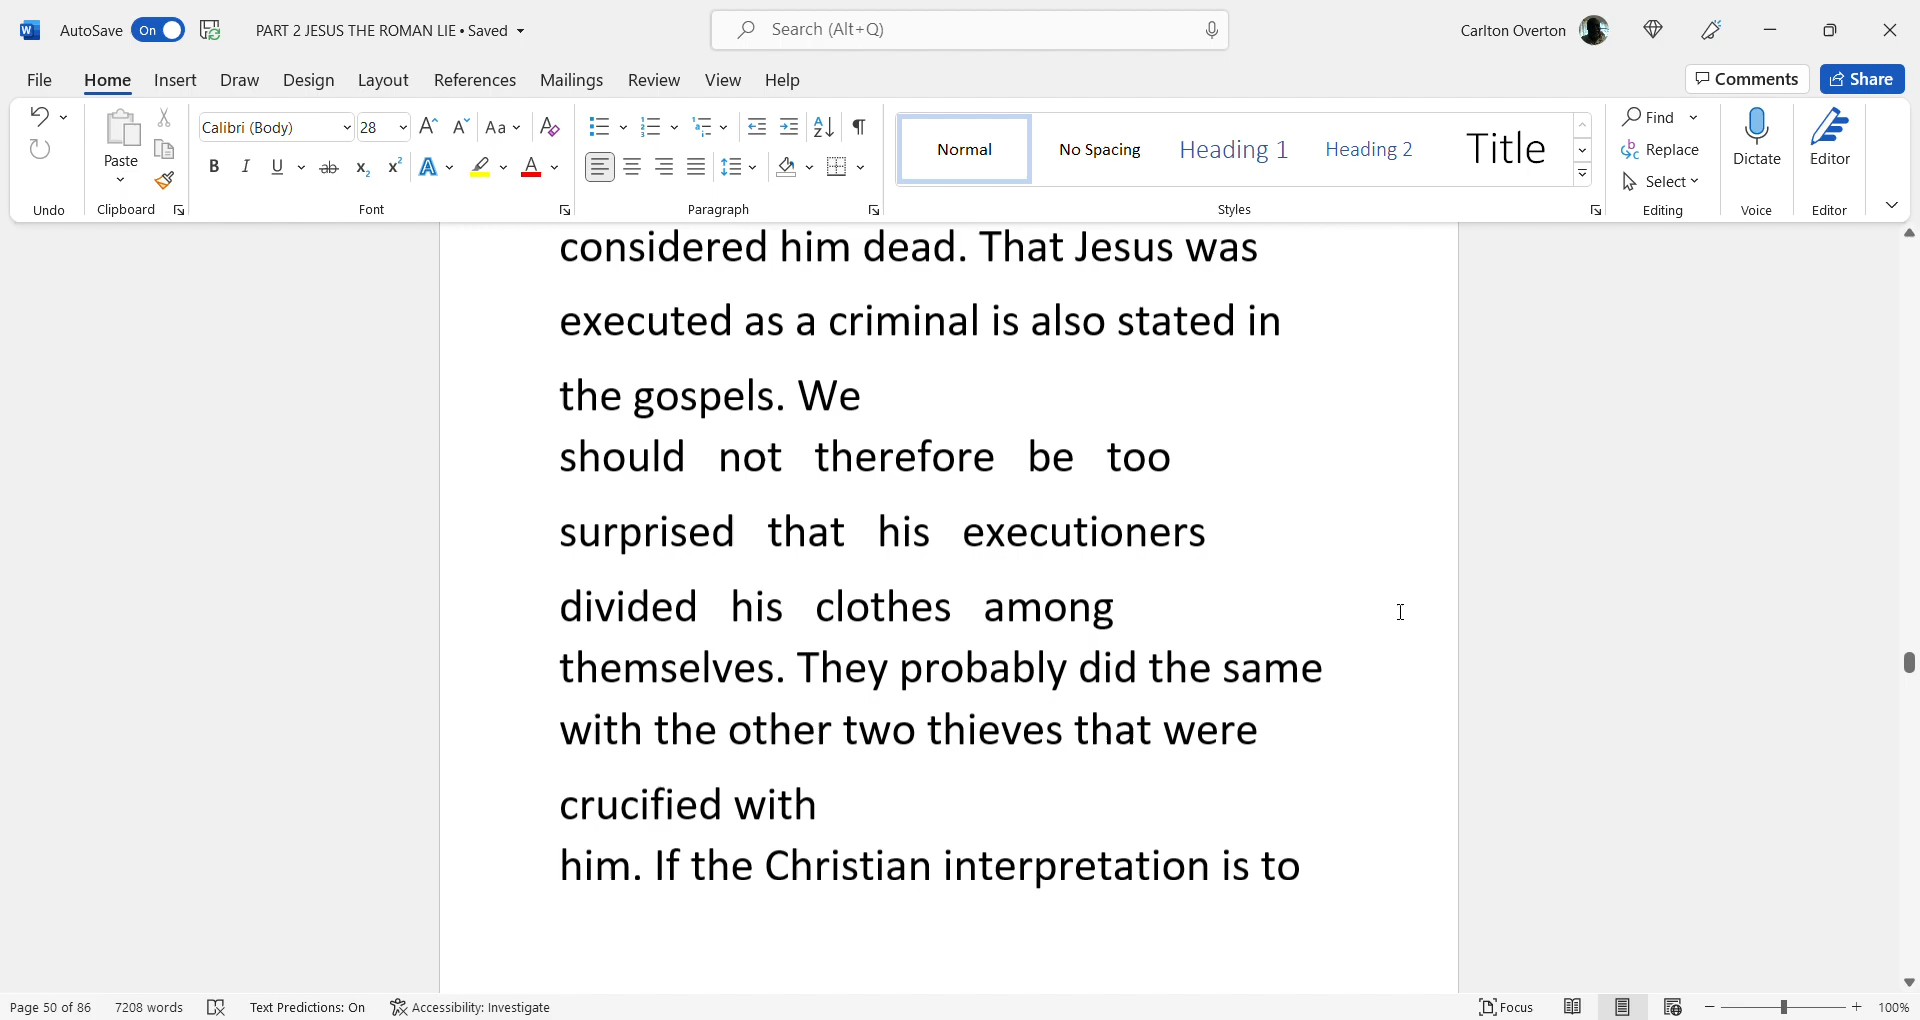 AutoSave On PART 2 JESUS THE ROMAN LIE • Saved Search (Alt+Q) Carlton Overton
File Home Insert Draw Design Layout References Mailings Review View Help Comments Share
Calibri (Body) 28 Aa
Paste
B I U ab x₂ x² A A
Normal No Spacing Heading 1 Heading 2 Title
Find
Replace
Select
Dictate Editor
Undo Clipboard Font Paragraph Styles Editing Voice Editor
considered him dead. That Jesus was
executed as a criminal is also stated in
the gospels. We
should not therefore be too
surprised that his executioners
divided his clothes among
themselves. They probably did the same
with the other two thieves that were
crucified with
him. If the Christian interpretation is to
Page 50 of 86 7208 words Text Predictions: On Accessibility: Investigate Focus 100%